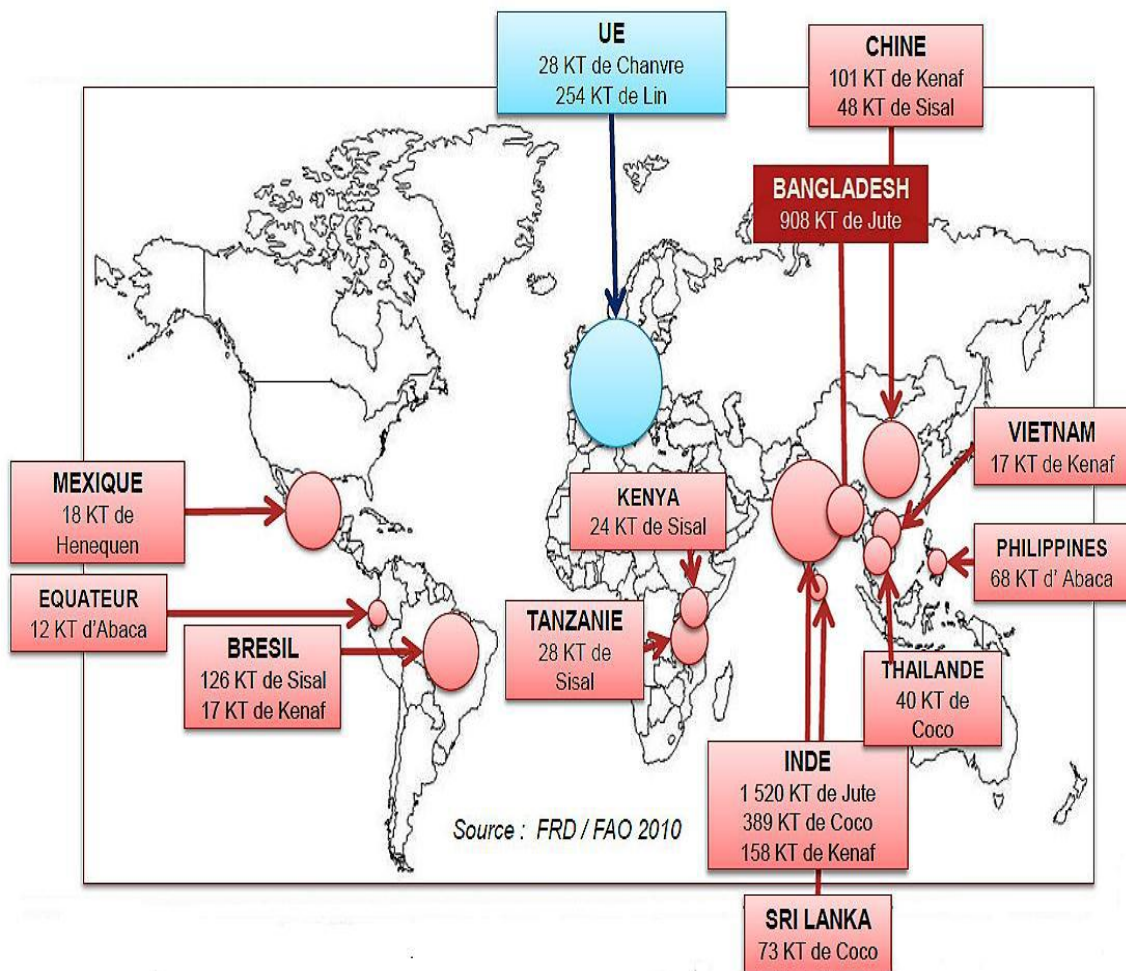 UE
28 KT de Chanvre
254 KT de Lin
CHINE
101 KT de Kenaf
48 KT de Sisal
BANGLADESH
908 KT de Jute
VIETNAM
17 KT de Kenaf
MEXIQUE
18 KT de
Henequen
KENYA
24 KT de Sisal
PHILIPPINES
68 KT d' Abaca
EQUATEUR
12 KT d'Abaca
BRESIL
126 KT de Sisal
17 KT de Kenaf
TANZANIE
28 KT de
Sisal
THAILANDE
40 KT de
Coco
INDE
1 520 KT de Jute
389 KT de Coco
158 KT de Kenaf
Source : FRD / FAO 2010
SRI LANKA
73 KT de Coco